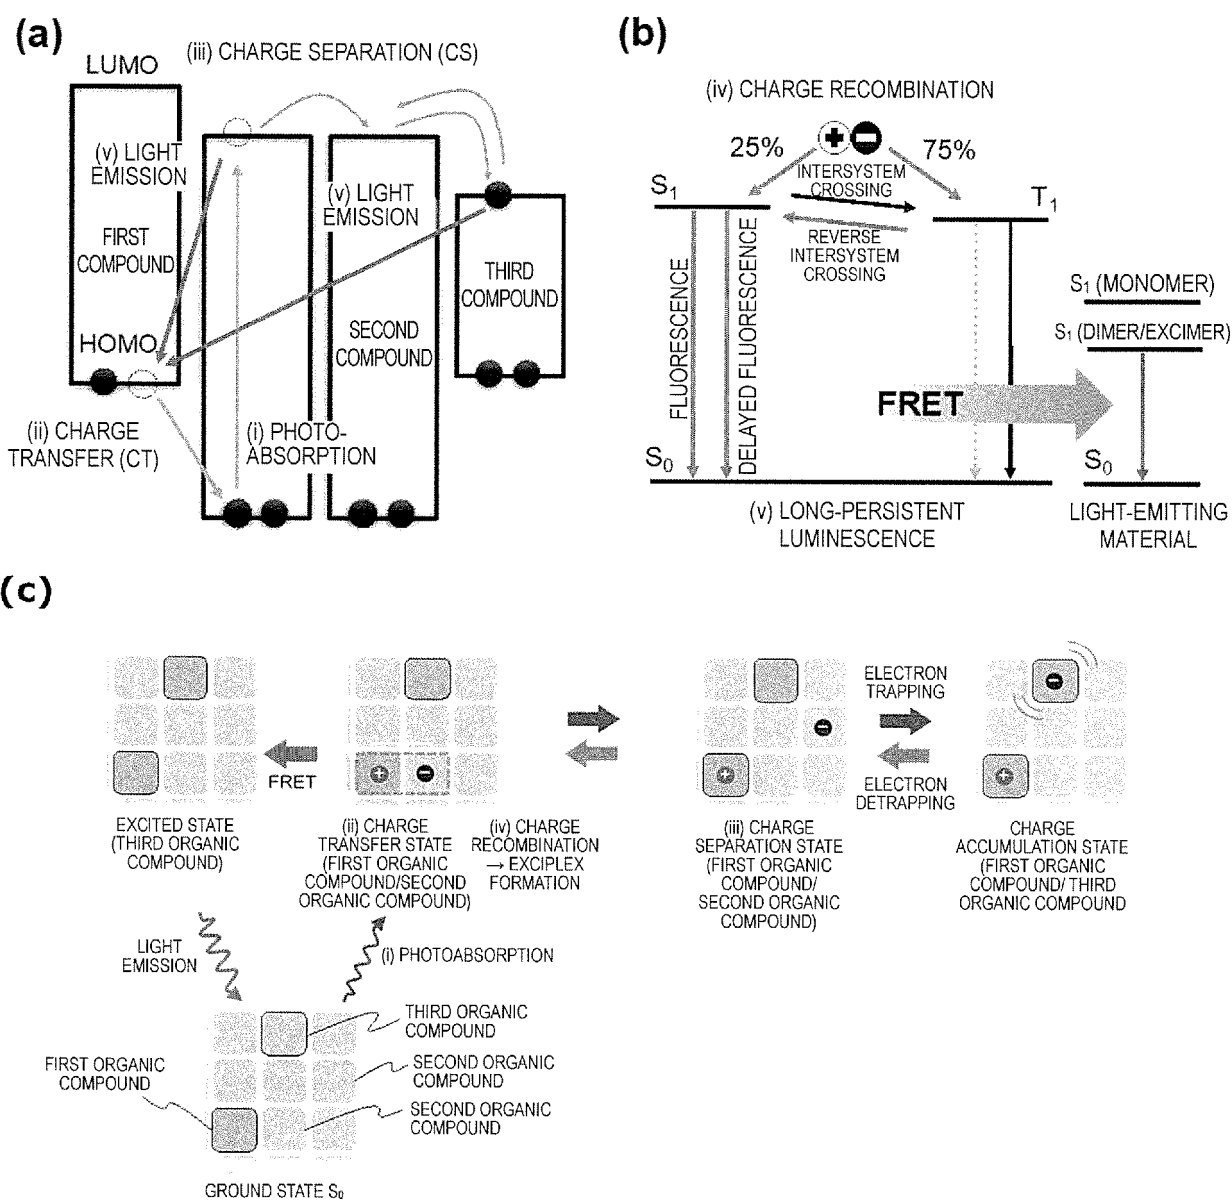 (a)
(iii) CHARGE SEPARATION (CS)
LUMO
(v) LIGHT
EMISSION
FIRST
COMPOUND
HOMO
(ii) CHARGE
TRANSFER (CT)
(i) PHOTO-
ABSORPTION
(v) LIGHT
EMISSION
SECOND
COMPOUND
THIRD
COMPOUND
(b)
(iv) CHARGE RECOMBINATION
25%
75%
S1
INTERSYSTEM
CROSSING
T1
REVERSE
INTERSYSTEM
CROSSING
FLUORESCENCE
DELAYED FLUORESCENCE
S1 (MONOMER)
S1 (DIMER/EXCIMER)
FRET
S0
S0
(v) LONG-PERSISTENT
LUMINESCENCE
LIGHT-EMITTING
MATERIAL
(c)
FRET
ELECTRON
TRAPPING
ELECTRON
DETRAPPING
EXCITED STATE
(THIRD ORGANIC
COMPOUND)
(ii) CHARGE
TRANSFER STATE
(FIRST ORGANIC
COMPOUND/SECOND
ORGANIC COMPOUND)
(iv) CHARGE
RECOMBINATION
→ EXCIPLEX
FORMATION
(iii) CHARGE
SEPARATION STATE
(FIRST ORGANIC
COMPOUND/
SECOND ORGANIC
COMPOUND)
CHARGE
ACCUMULATION STATE
(FIRST ORGANIC
COMPOUND/ THIRD
ORGANIC COMPOUND
LIGHT
EMISSION
(i) PHOTOABSORPTION
THIRD ORGANIC
COMPOUND
FIRST ORGANIC
COMPOUND
SECOND ORGANIC
COMPOUND
SECOND ORGANIC
COMPOUND
GROUND STATE S0